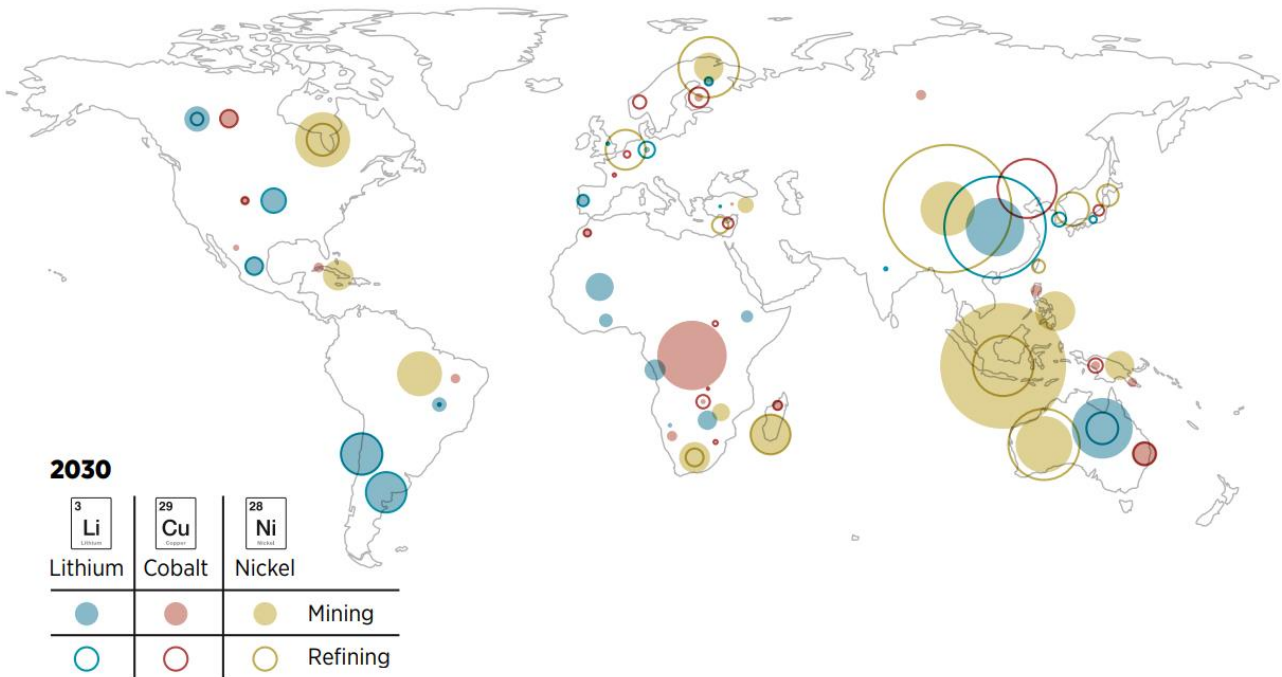 2030
3
Li
Lithium
29
Cu
Copper
28
Ni
Nickel
Lithium
Cobalt
Nickel
Mining
Refining